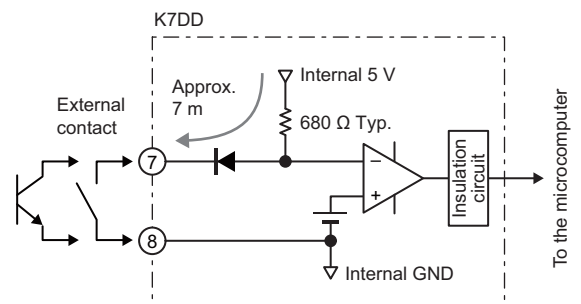 K7DD
Approx.
7 m
Internal 5 V
External
contact
680 Ω Typ.
7
−
+
Insulation
circuit
To the microcomputer
8
Internal GND